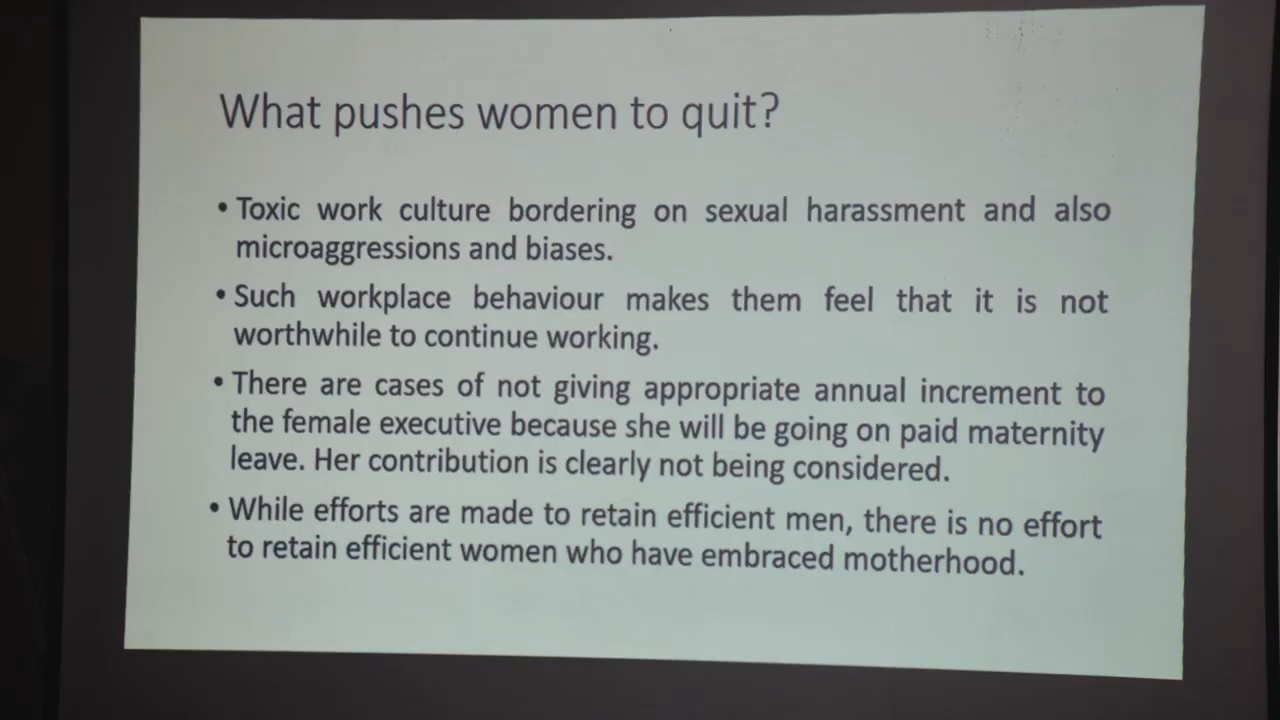 What pushes women to quit?
• Toxic work culture bordering on sexual harassment and also
microaggressions and biases.
• Such workplace behaviour makes them feel that it is not
worthwhile to continue working.
• There are cases of not giving appropriate annual increment to
the female executive because she will be going on paid maternity
leave. Her contribution is clearly not being considered.
• While efforts are made to retain efficient men, there is no effort
to retain efficient women who have embraced motherhood.